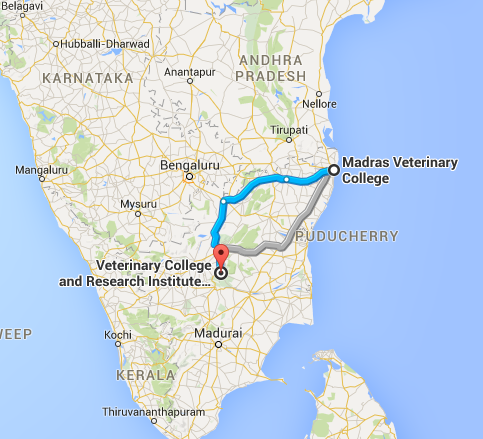 Belagavi
Hubballi-Dharwad
KARNATAKA
Anantapur
ANDHRA
PRADESH
Nellore
Tirupati
Mangaluru
Bengaluru
Madras Veterinary
College
Mysuru
PUDUCHERRY
Veterinary College
and Research Institute...
WEEP
Kochi
Madurai
KERALA
Thiruvananthapuram